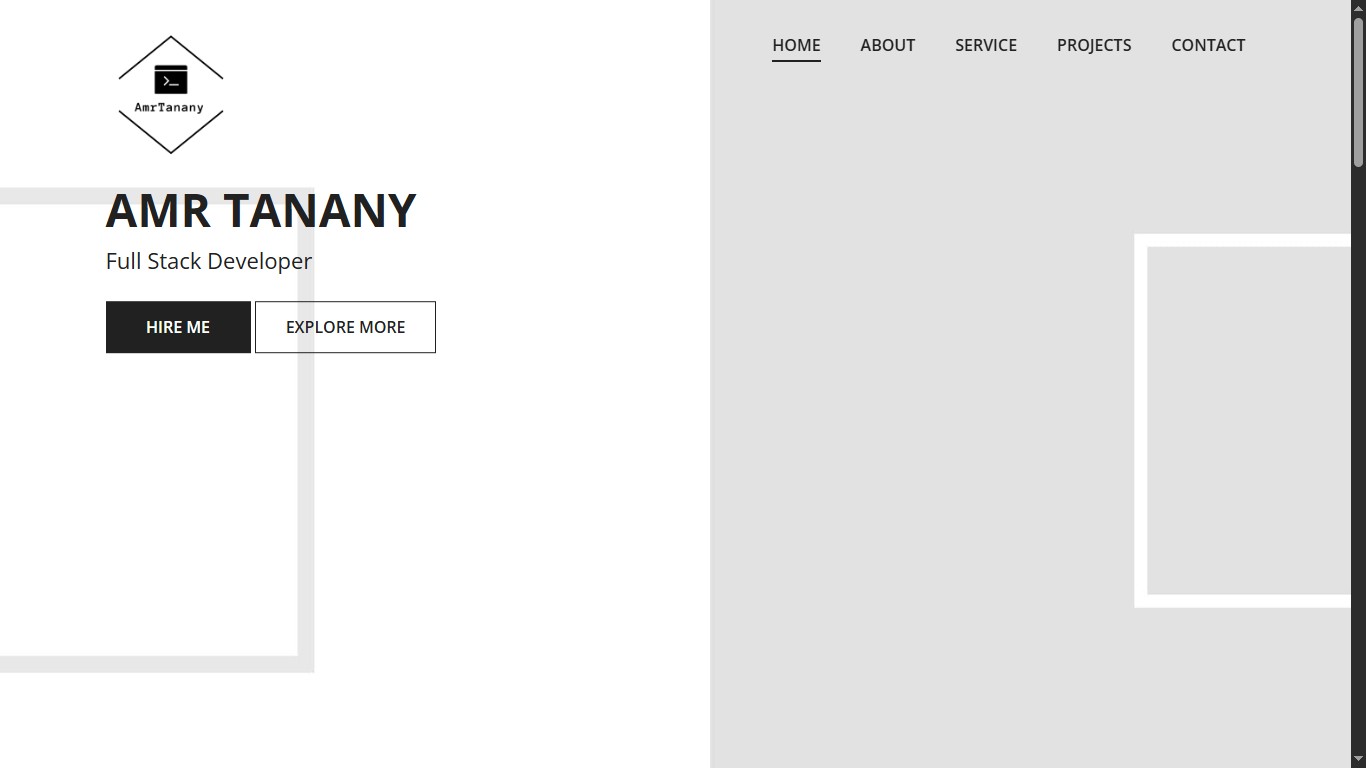 AmrTanany
HOME
ABOUT
SERVICE
PROJECTS
CONTACT
AMR TANANY
Full Stack Developer
HIRE ME
EXPLORE MORE